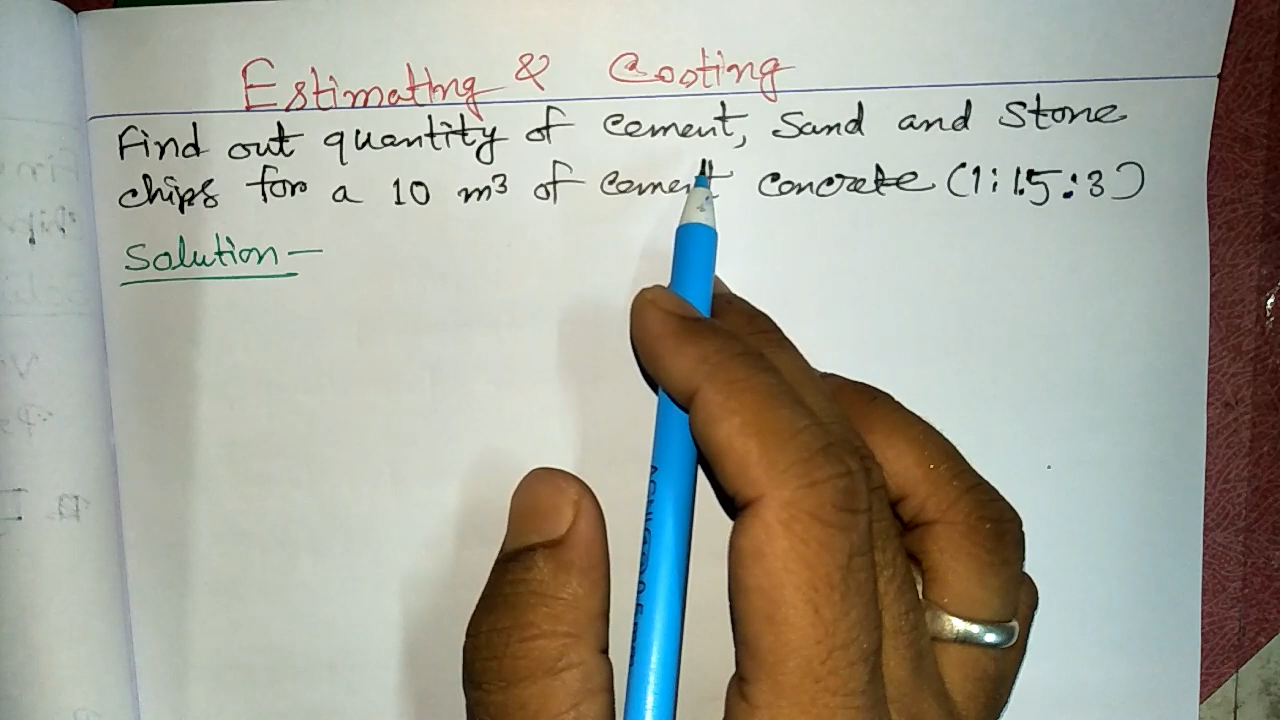 Estimating & Costing
Find out quantity of cement, Sand and Stone
chips for a 10 m³ of cement concrete (1:1.5:3)
Solution -